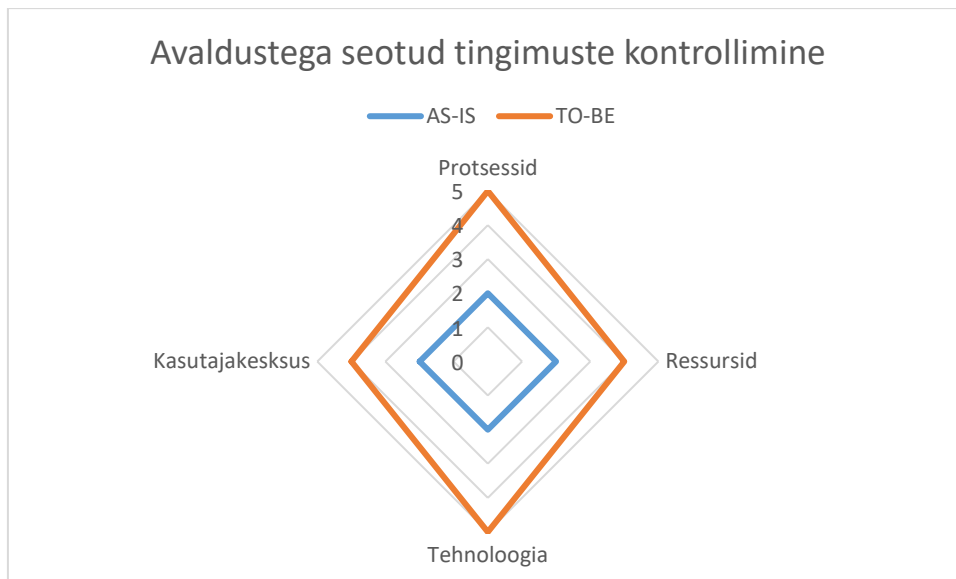 Avaldustega seotud tingimuste kontrollimine
AS-IS TO-BE
Protsessid
5
4
3
2
1
0
Kasutajakesksus
Ressursid
Tehnoloogia